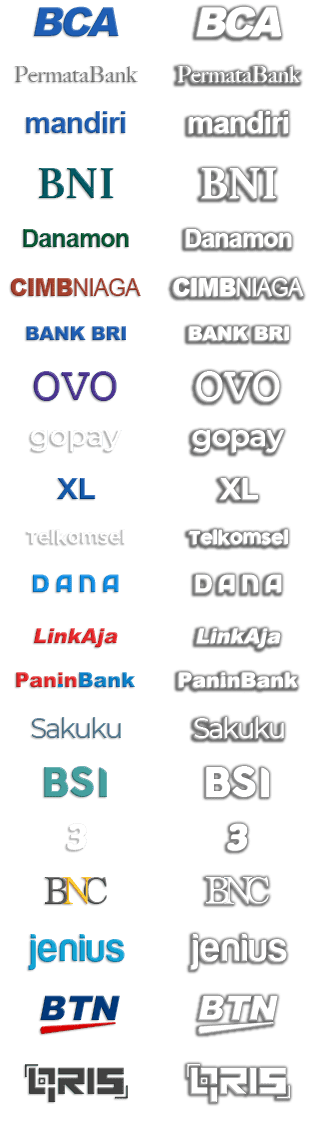 BCA BCA
PermataBank PermataBank
mandiri mandiri
BNI BNI
Danamon Danamon
CIMBNIAGA CIMBNIAGA
BANK BRI BANK BRI
OVO OVO
gopay gopay
XL XL
Telkomsel Telkomsel
DANA DANA
LinkAja LinkAja
PaninBank PaninBank
Sakuku Sakuku
BSI BSI
3 3
BNC BNC
jenius jenius
BTN BTN
QRIS QRIS